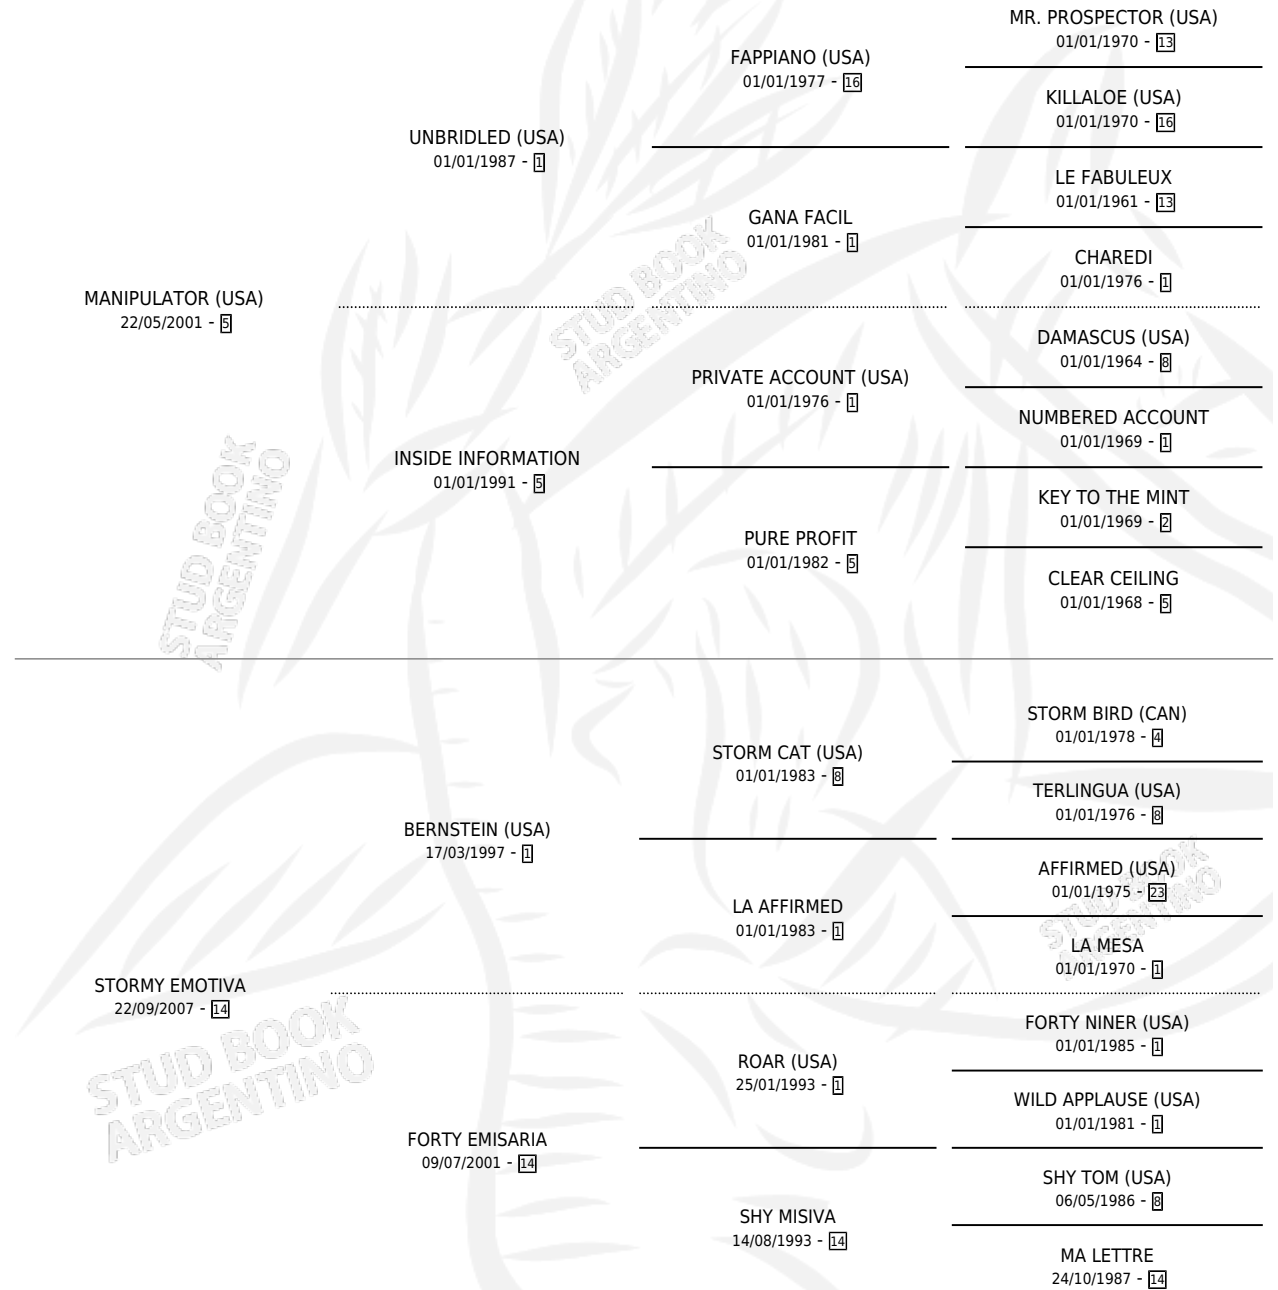 MR. PROSPECTOR (USA)
01/01/1970 - 13
FAPPIANO (USA)
01/01/1977 - 16
KILLALOE (USA)
01/01/1970 - 16
UNBRIDLED (USA)
01/01/1987 - 1
LE FABULEUX
01/01/1961 - 13
GANA FACIL
01/01/1981 - 1
CHAREDI
01/01/1976 - 1
MANIPULATOR (USA)
22/05/2001 - 5
STUD BOOK
ARGENTINO
DAMASCUS (USA)
01/01/1964 - 8
PRIVATE ACCOUNT (USA)
01/01/1976 - 1
NUMBERED ACCOUNT
01/01/1969 - 1
INSIDE INFORMATION
01/01/1991 - 5
KEY TO THE MINT
01/01/1969 - 2
PURE PROFIT
01/01/1982 - 5
CLEAR CEILING
01/01/1968 - 5
STUD BOOK
ARGENTINO
STORM BIRD (CAN)
01/01/1978 - 4
STORM CAT (USA)
01/01/1983 - 8
TERLINGUA (USA)
01/01/1976 - 8
BERNSTEIN (USA)
17/03/1997 - 1
AFFIRMED (USA)
01/01/1975 - 23
LA AFFIRMED
01/01/1983 - 1
STUD BOOK
ARGENTINO
LA MESA
01/01/1970 - 1
STORMY EMOTIVA
22/09/2007 - 14
FORTY NINER (USA)
01/01/1985 - 1
ROAR (USA)
25/01/1993 - 1
STUD BOOK
ARGENTINO
WILD APPLAUSE (USA)
01/01/1981 - 1
FORTY EMISARIA
09/07/2001 - 14
SHY TOM (USA)
06/05/1986 - 8
SHY MISIVA
14/08/1993 - 14
MA LETTRE
24/10/1987 - 14